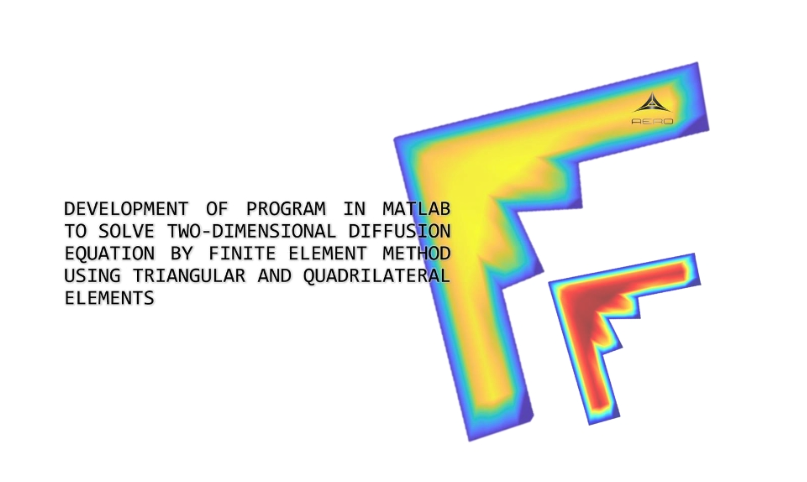 AERO
DEVELOPMENT OF PROGRAM IN MATLAB
TO SOLVE TWO-DIMENSIONAL DIFFUSION
EQUATION BY FINITE ELEMENT METHOD
USING TRIANGULAR AND QUADRILATERAL
ELEMENTS